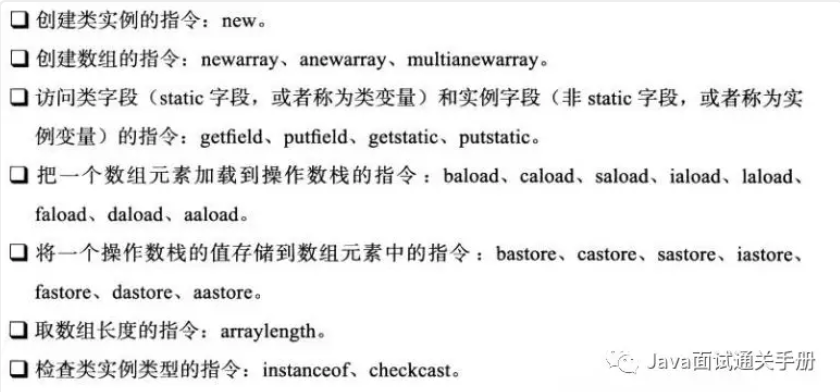 ❑ 创建类实例的指令：new。
❑ 创建数组的指令：newarray、anewarray、multianewarray。
❑ 访问类字段（static 字段，或者称为类变量）和实例字段（非 static 字段，或者称为实
例变量）的指令：getfield、putfield、getstatic、putstatic。
❑ 把一个数组元素加载到操作数栈的指令：baload、caload、saload、iaload、laload、
faload、daload、aaload。
❑ 将一个操作数栈的值存储到数组元素中的指令：bastore、castore、sastore、iastore、
fastore、dastore、aastore。
❑ 取数组长度的指令：arraylength。
❑ 检查类实例类型的指令：instanceof、checkcast。
Java面试通关手册